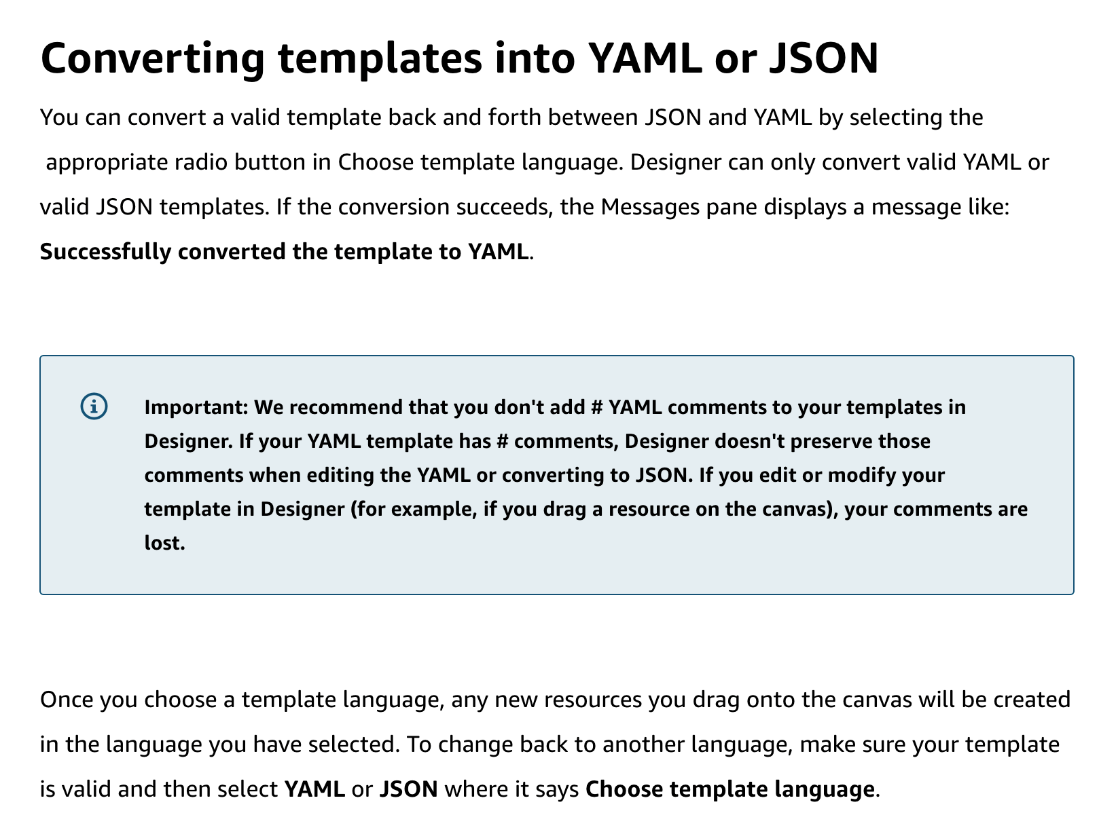 Converting templates into YAML or JSON
You can convert a valid template back and forth between JSON and YAML by selecting the
appropriate radio button in Choose template language. Designer can only convert valid YAML or
valid JSON templates. If the conversion succeeds, the Messages pane displays a message like:
Successfully converted the template to YAML.
Important: We recommend that you don't add # YAML comments to your templates in
Designer. If your YAML template has # comments, Designer doesn't preserve those
comments when editing the YAML or converting to JSON. If you edit or modify your
template in Designer (for example, if you drag a resource on the canvas), your comments are
lost.
Once you choose a template language, any new resources you drag onto the canvas will be created
in the language you have selected. To change back to another language, make sure your template
is valid and then select YAML or JSON where it says Choose template language.